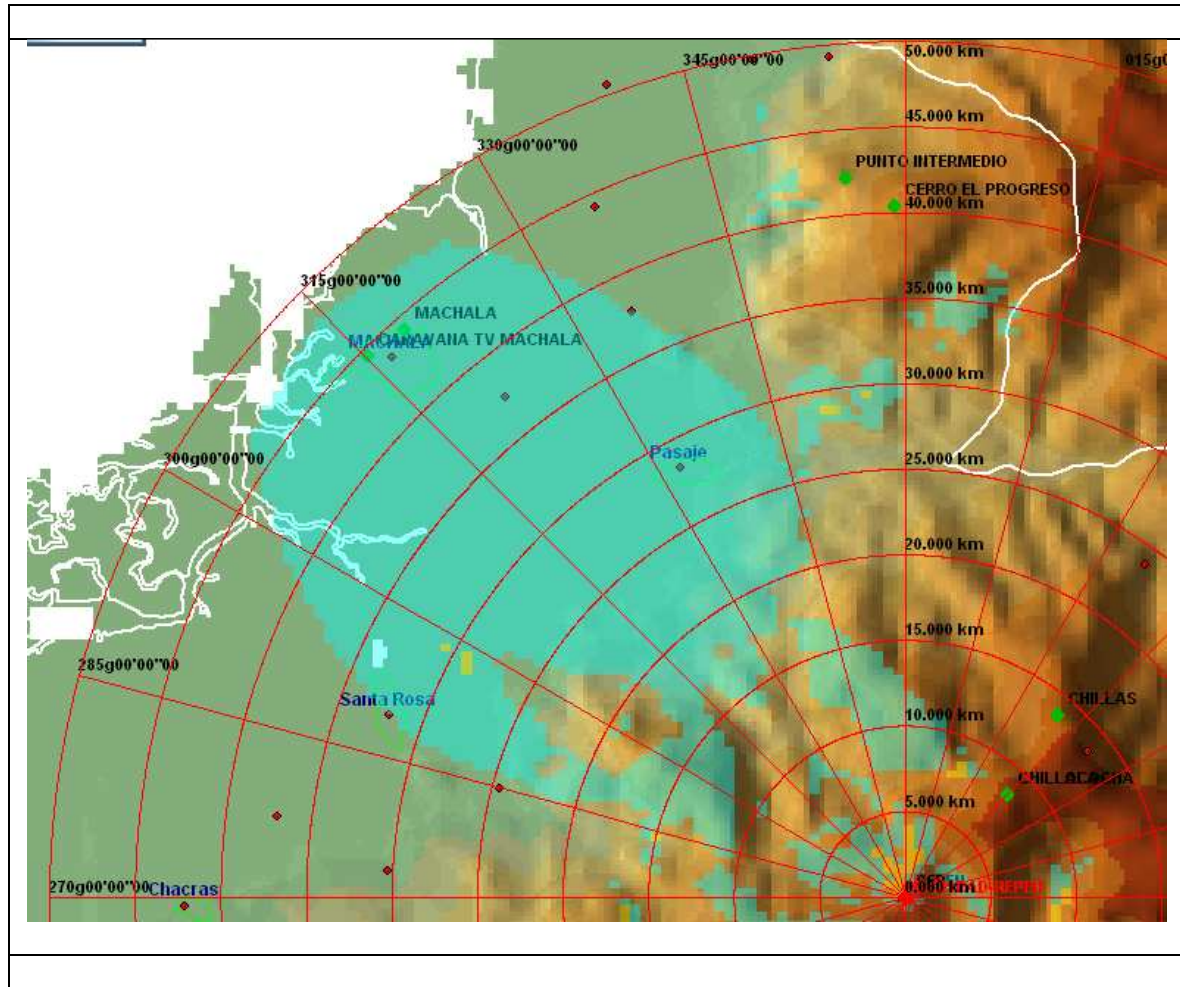 50.000 km
345g00'00"00
015g0
45.000 km
330g00'00"00
PUNTO INTERMEDIO
CERRO EL PROGRESO
40.000 km
315g00'00"00
35.000 km
MACHALA
CARAVANA TV MACHALA
30.000 km
Pasaje
300g00'00"00
25.000 km
20.000 km
15.000 km
285g00'00"00
Santa Rosa
CHILLAS
10.000 km
CHILLACOCHA
5.000 km
270g00'00"00
Chacras
0.000 km